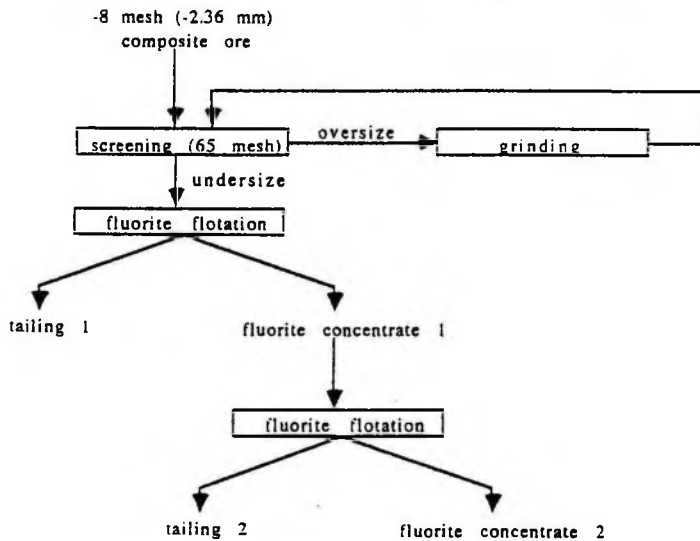 -8 mesh (-2.36 mm)
composite ore
oversize
screening (65 mesh)
grinding
undersize
fluorite flotation
tailing 1
fluorite concentrate 1
fluorite flotation
tailing 2
fluorite concentrate 2